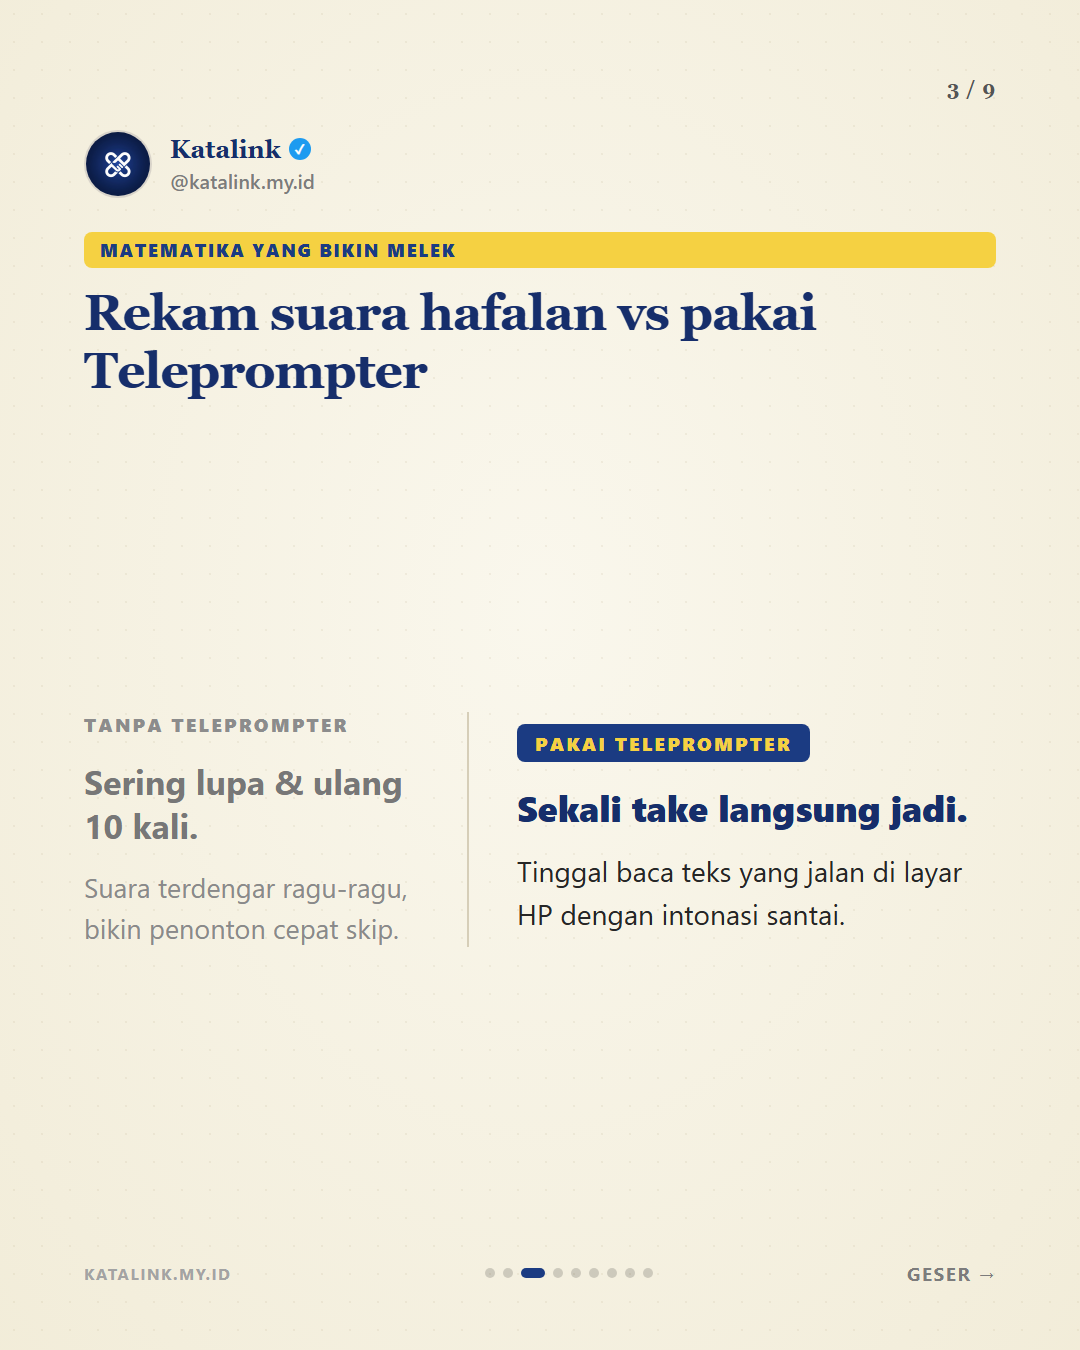 3 / 9
Katalink
@katalink.my.id
MATEMATIKA YANG BIKIN MELEK
Rekam suara hafalan vs pakai
Teleprompter
TANPA TELEPROMPTER
Sering lupa & ulang
10 kali.
Suara terdengar ragu-ragu,
bikin penonton cepat skip.
PAKAI TELEPROMPTER
Sekali take langsung jadi.
Tinggal baca teks yang jalan di layar
HP dengan intonasi santai.
KATALINK.MY.ID
GESER →